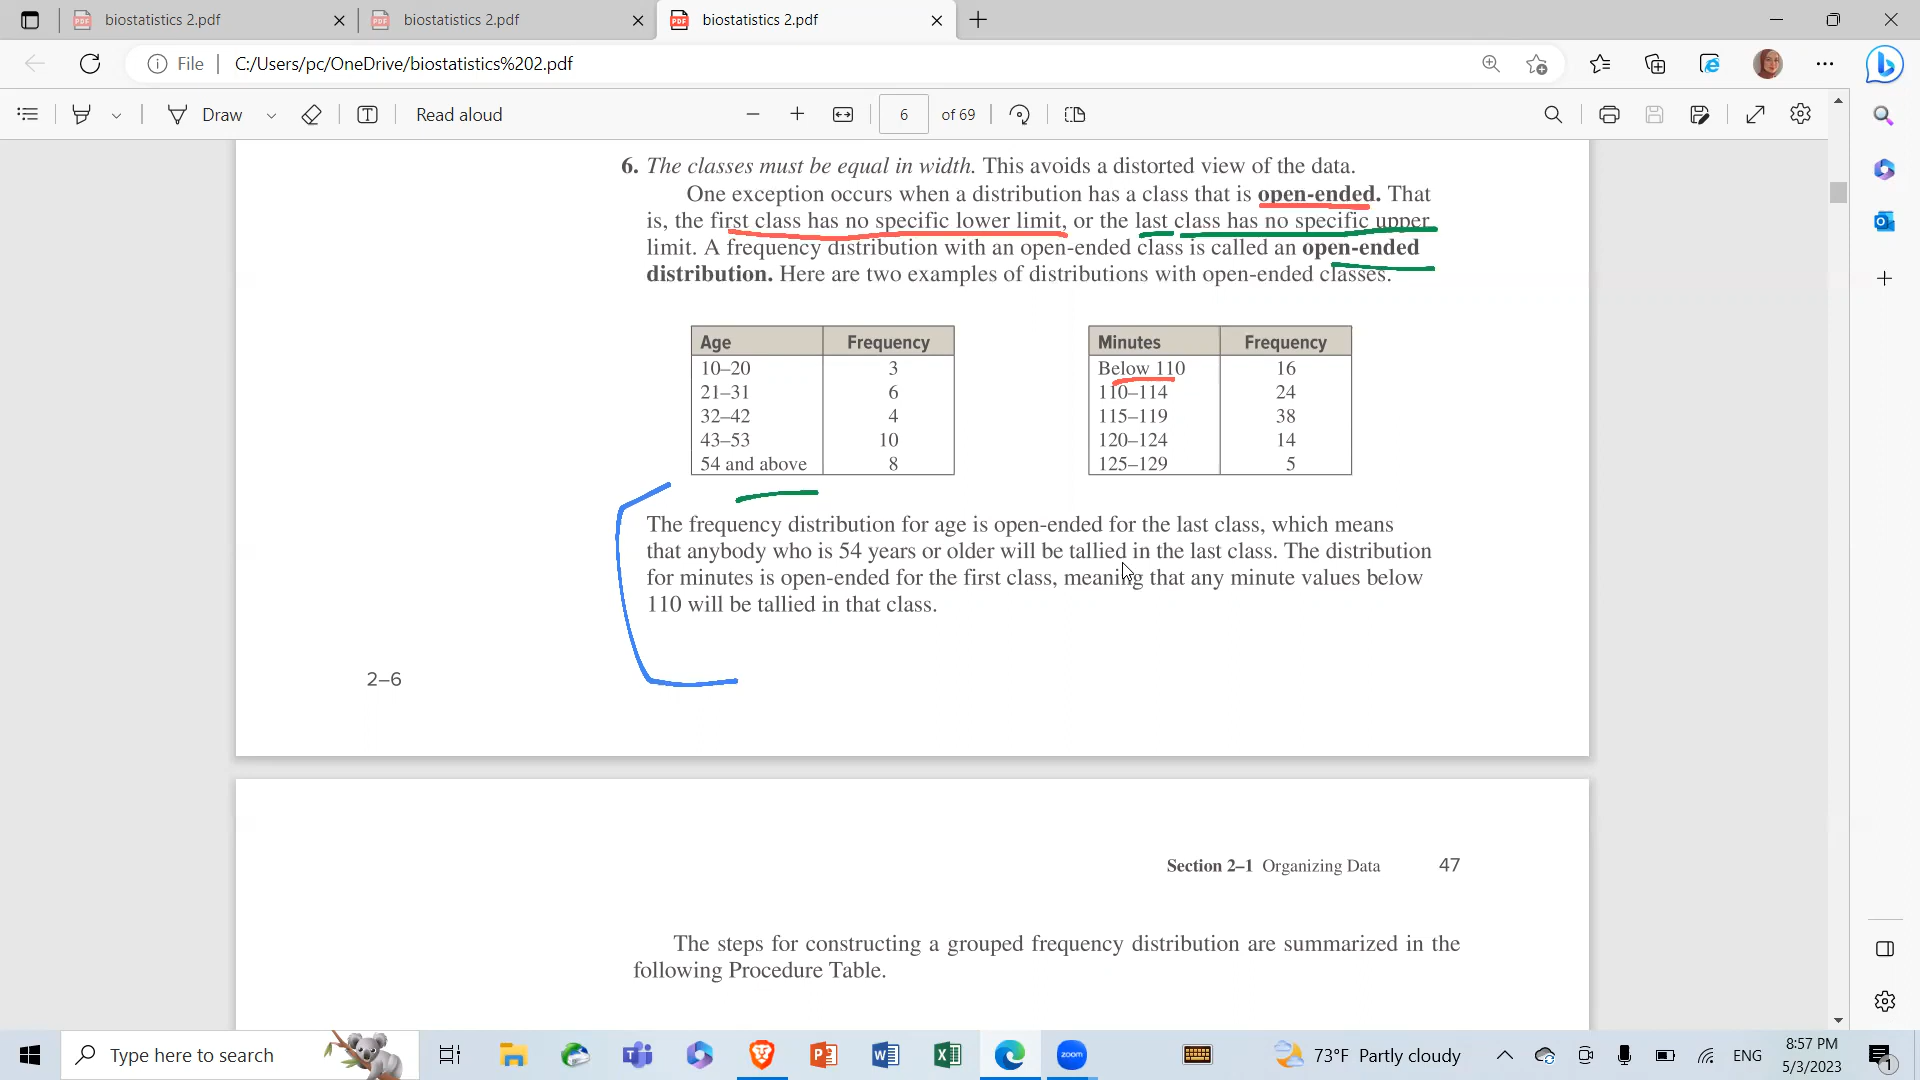 biostatistics 2.pdf
biostatistics 2.pdf
biostatistics 2.pdf
File
C:/Users/pc/OneDrive/biostatistics%202.pdf
Draw
Read aloud
6
of 69
6. The classes must be equal in width. This avoids a distorted view of the data.
One exception occurs when a distribution has a class that is open-ended. That
is, the first class has no specific lower limit, or the last class has no specific upper
limit. A frequency distribution with an open-ended class is called an open-ended
distribution. Here are two examples of distributions with open-ended classes.
Age Frequency
10–20 3
21–31 6
32–42 4
43–53 10
54 and above 8
Minutes Frequency
Below 110 16
110–114 24
115–119 38
120–124 14
125–129 5
The frequency distribution for age is open-ended for the last class, which means
that anybody who is 54 years or older will be tallied in the last class. The distribution
for minutes is open-ended for the first class, meaning that any minute values below
110 will be tallied in that class.
2–6
Section 2–1 Organizing Data 47
The steps for constructing a grouped frequency distribution are summarized in the
following Procedure Table.
Type here to search
zoom
73°F Partly cloudy
ENG
8:57 PM
5/3/2023
1